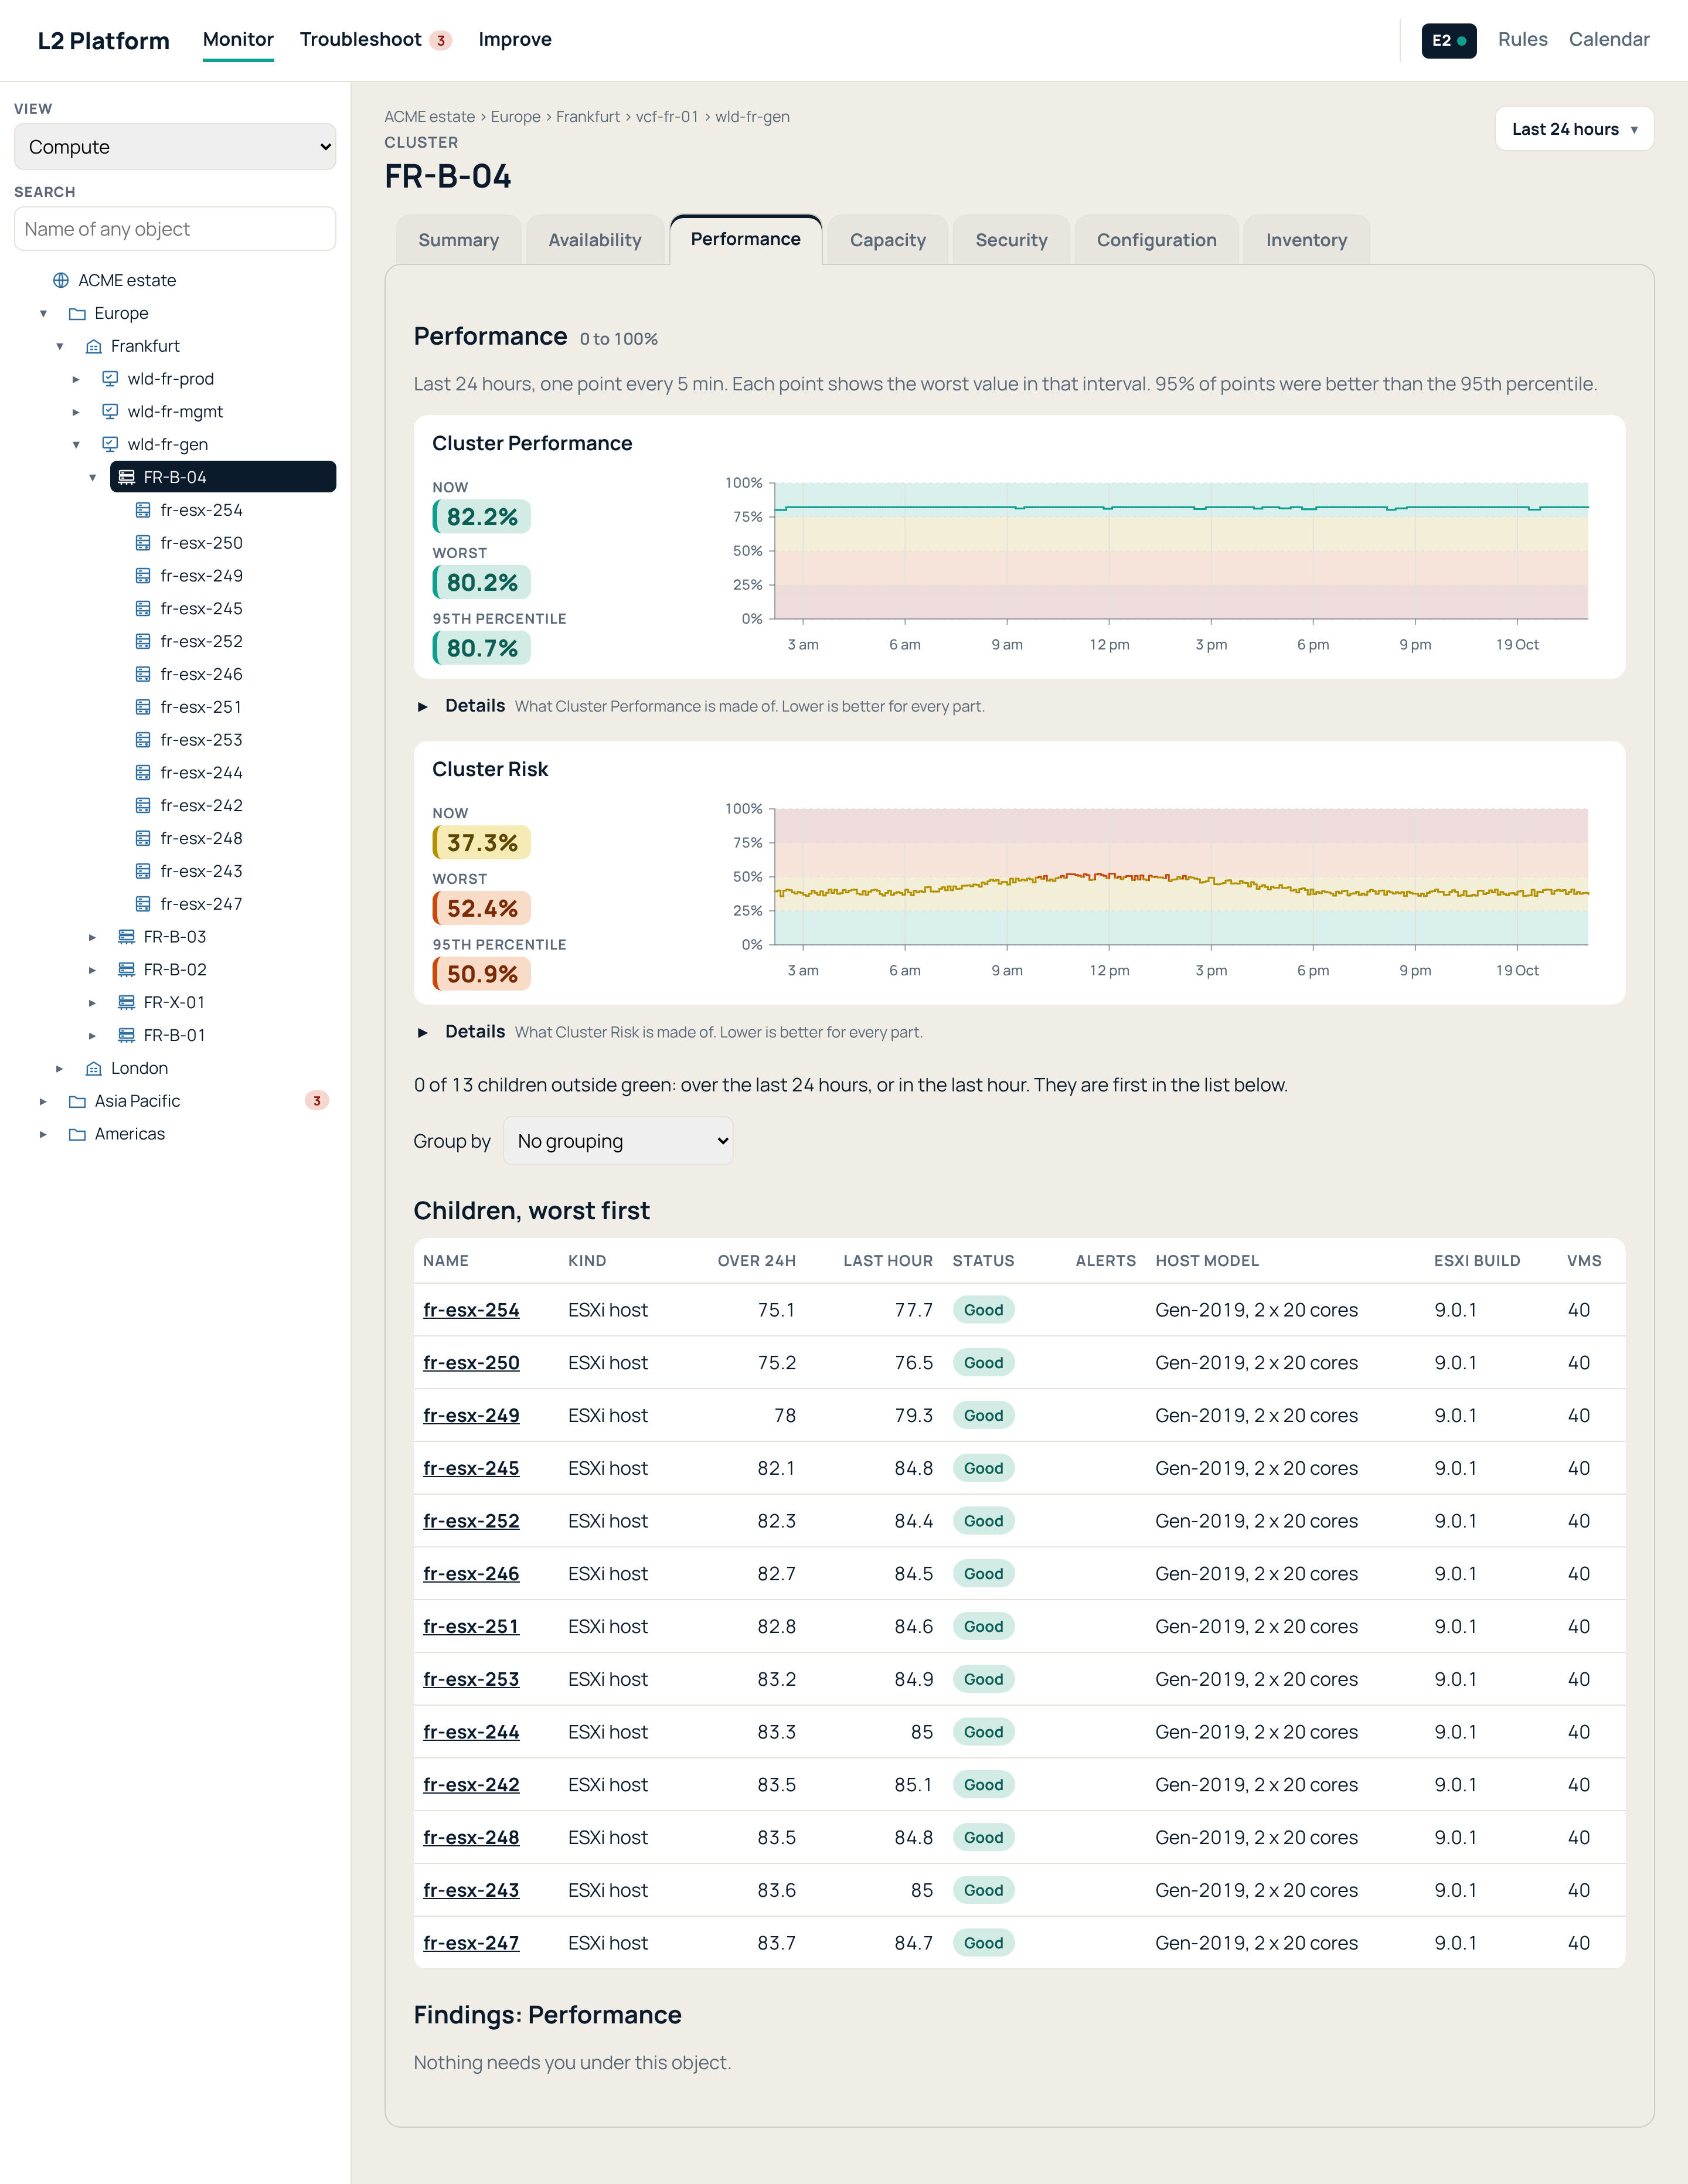 L2 Platform
Monitor
Troubleshoot 3
Improve
E2
Rules
Calendar
VIEW
Compute
SEARCH
Name of any object
ACME estate
Europe
Frankfurt
wld-fr-prod
wld-fr-mgmt
wld-fr-gen
FR-B-04
fr-esx-254
fr-esx-250
fr-esx-249
fr-esx-245
fr-esx-252
fr-esx-246
fr-esx-251
fr-esx-253
fr-esx-244
fr-esx-242
fr-esx-248
fr-esx-243
fr-esx-247
FR-B-03
FR-B-02
FR-X-01
FR-B-01
London
Asia Pacific 3
Americas
ACME estate › Europe › Frankfurt › vcf-fr-01 › wld-fr-gen
CLUSTER
FR-B-04
Last 24 hours
Summary Availability Performance Capacity Security Configuration Inventory
Performance 0 to 100%
Last 24 hours, one point every 5 min. Each point shows the worst value in that interval. 95% of points were better than the 95th percentile.
Cluster Performance
NOW
82.2%
WORST
80.2%
95TH PERCENTILE
80.7%
100%
75%
50%
25%
0%
3 am 6 am 9 am 12 pm 3 pm 6 pm 9 pm 19 Oct
Details What Cluster Performance is made of. Lower is better for every part.
Cluster Risk
NOW
37.3%
WORST
52.4%
95TH PERCENTILE
50.9%
100%
75%
50%
25%
0%
3 am 6 am 9 am 12 pm 3 pm 6 pm 9 pm 19 Oct
Details What Cluster Risk is made of. Lower is better for every part.
0 of 13 children outside green: over the last 24 hours, or in the last hour. They are first in the list below.
Group by No grouping
Children, worst first
NAME KIND OVER 24H LAST HOUR STATUS ALERTS HOST MODEL ESXI BUILD VMS
fr-esx-254 ESXi host 75.1 77.7 Good Gen-2019, 2 x 20 cores 9.0.1 40
fr-esx-250 ESXi host 75.2 76.5 Good Gen-2019, 2 x 20 cores 9.0.1 40
fr-esx-249 ESXi host 78 79.3 Good Gen-2019, 2 x 20 cores 9.0.1 40
fr-esx-245 ESXi host 82.1 84.8 Good Gen-2019, 2 x 20 cores 9.0.1 40
fr-esx-252 ESXi host 82.3 84.4 Good Gen-2019, 2 x 20 cores 9.0.1 40
fr-esx-246 ESXi host 82.7 84.5 Good Gen-2019, 2 x 20 cores 9.0.1 40
fr-esx-251 ESXi host 82.8 84.6 Good Gen-2019, 2 x 20 cores 9.0.1 40
fr-esx-253 ESXi host 83.2 84.9 Good Gen-2019, 2 x 20 cores 9.0.1 40
fr-esx-244 ESXi host 83.3 85 Good Gen-2019, 2 x 20 cores 9.0.1 40
fr-esx-242 ESXi host 83.5 85.1 Good Gen-2019, 2 x 20 cores 9.0.1 40
fr-esx-248 ESXi host 83.5 84.8 Good Gen-2019, 2 x 20 cores 9.0.1 40
fr-esx-243 ESXi host 83.6 85 Good Gen-2019, 2 x 20 cores 9.0.1 40
fr-esx-247 ESXi host 83.7 84.7 Good Gen-2019, 2 x 20 cores 9.0.1 40
Findings: Performance
Nothing needs you under this object.